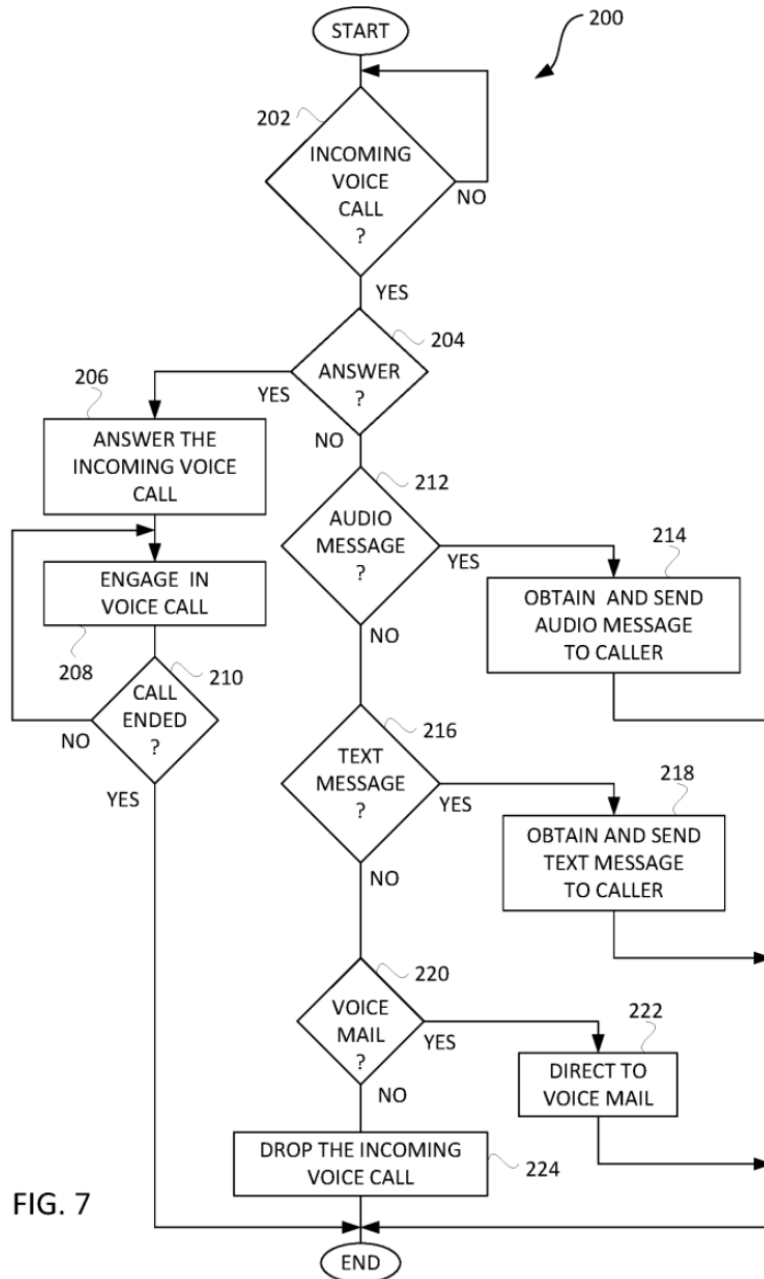 START
200
202
INCOMING
VOICE
CALL
?
NO
YES
204
ANSWER
?
YES
NO
206
ANSWER THE
INCOMING VOICE
CALL
212
AUDIO
MESSAGE
?
YES
NO
214
OBTAIN AND SEND
AUDIO MESSAGE
TO CALLER
ENGAGE IN
VOICE CALL
208
210
CALL
ENDED
?
NO
YES
216
TEXT
MESSAGE
?
YES
NO
218
OBTAIN AND SEND
TEXT MESSAGE
TO CALLER
220
VOICE
MAIL
?
YES
NO
222
DIRECT TO
VOICE MAIL
DROP THE INCOMING
VOICE CALL
224
FIG. 7
END